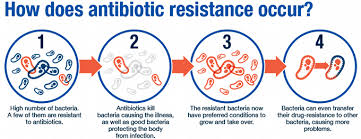 How does antibiotic resistance occur?
1
2
3
4
High number of bacteria.
A few of them are resistant
to antibiotics.
Antibiotics kill
bacteria causing the illness,
as well as good bacteria
protecting the body
from infection.
The resistant bacteria now
have preferred conditions to
grow and take over.
Bacteria can even transfer
their drug-resistance to other
bacteria, causing more
problems.